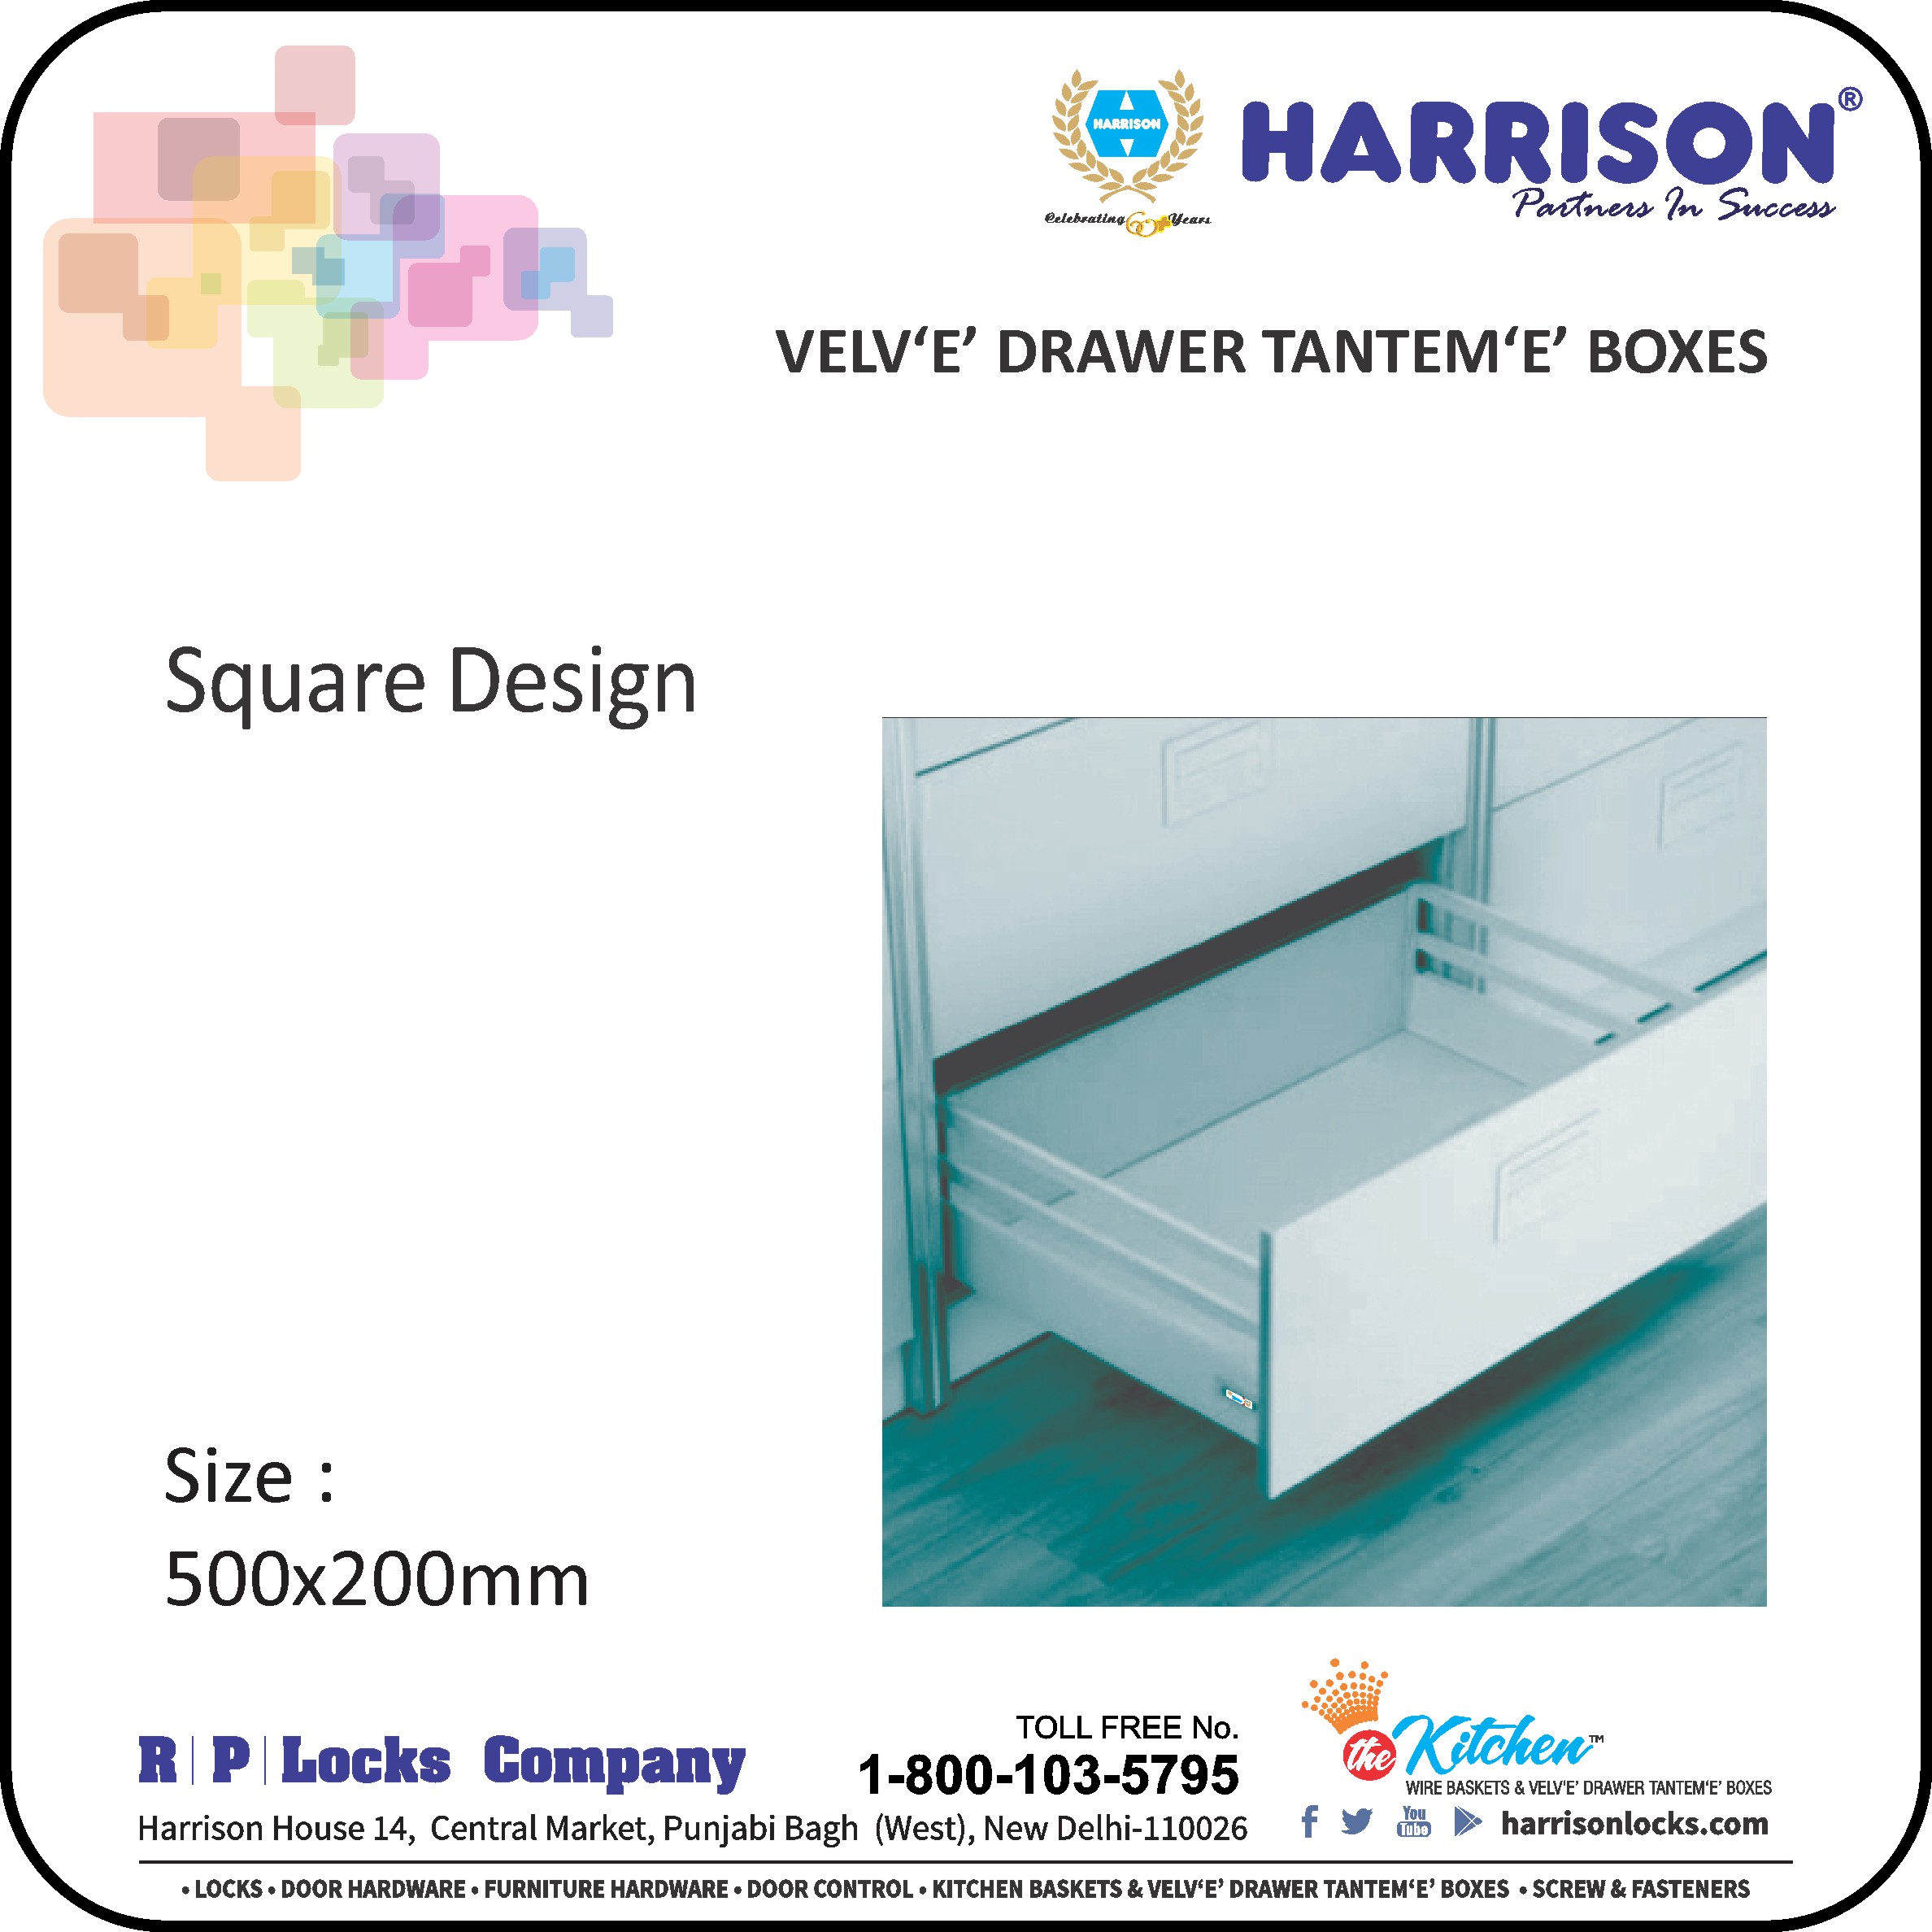 HARRISON
HARRISON®
Partners In Success
Celebrating 60+ Years
VELV‘E’ DRAWER TANTEM‘E’ BOXES
Square Design
Size :
500x200mm
R P Locks Company
TOLL FREE No.
1-800-103-5795
the Kitchen™
WIRE BASKETS & VELV'E' DRAWER TANTEM'E' BOXES
Harrison House 14, Central Market, Punjabi Bagh (West), New Delhi-110026
You Tube
harrisonlocks.com
• LOCKS • DOOR HARDWARE • FURNITURE HARDWARE • DOOR CONTROL • KITCHEN BASKETS & VELV‘E’ DRAWER TANTEM‘E’ BOXES • SCREW & FASTENERS